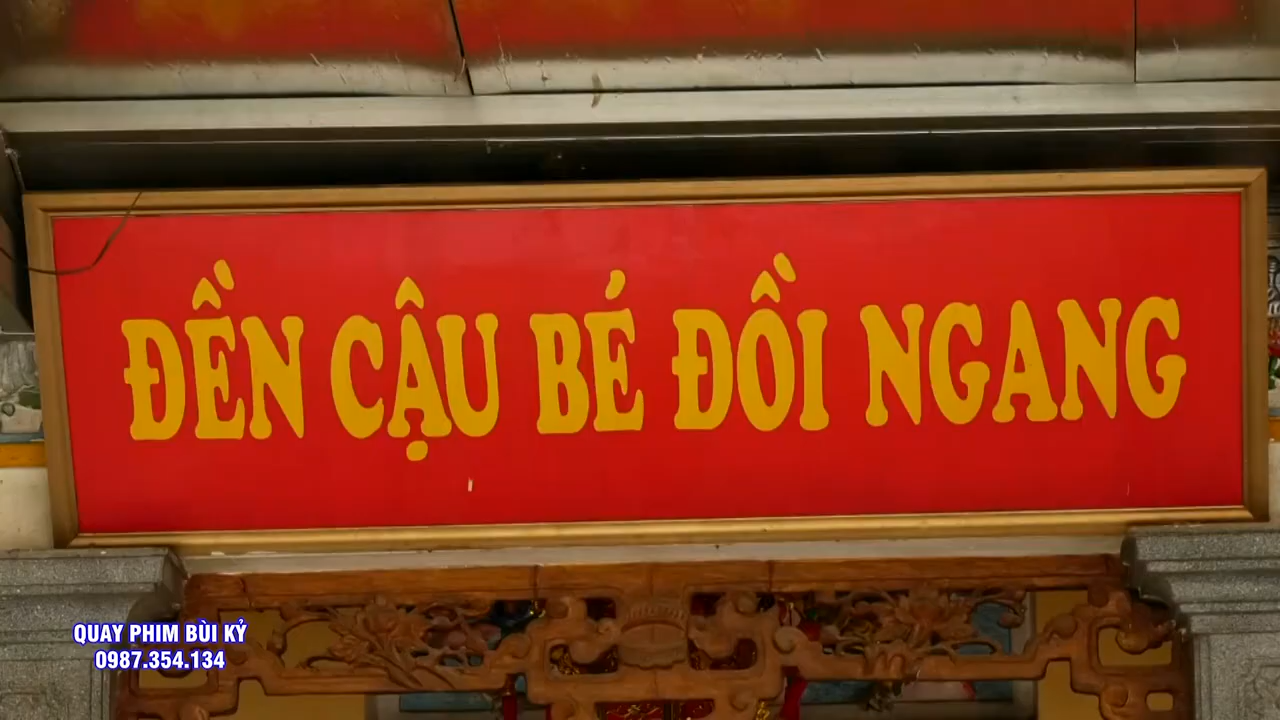 ĐỀN CẬU BÉ ĐỒI NGANG
QUAY PHIM BÙI KỶ
0987.354.134